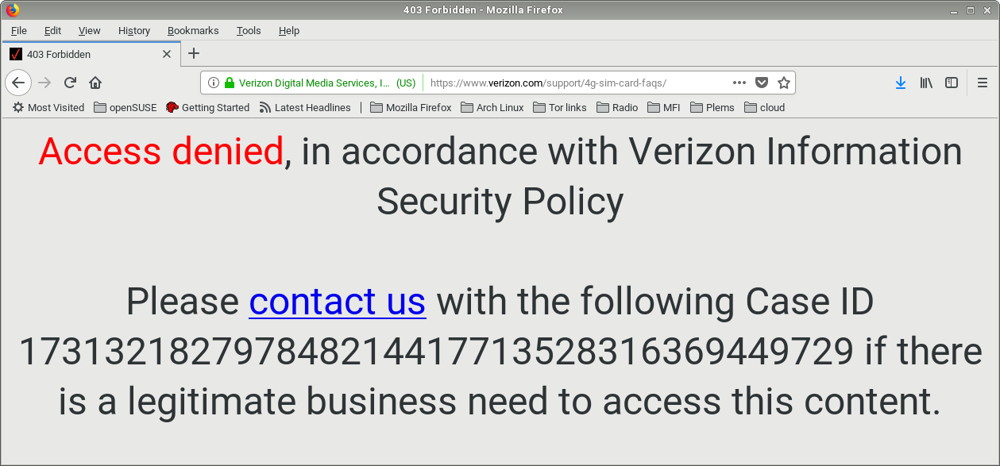 403 Forbidden - Mozilla Firefox
File Edit View History Bookmarks Tools Help
403 Forbidden
Verizon Digital Media Services, I... (US) https://www.verizon.com/support/4g-sim-card-faqs/
Most Visited openSUSE Getting Started Latest Headlines Mozilla Firefox Arch Linux Tor links Radio MFI Plems cloud
Access denied, in accordance with Verizon Information
Security Policy
Please contact us with the following Case ID
17313218279784821441771352831636944​9729 if there
is a legitimate business need to access this content.